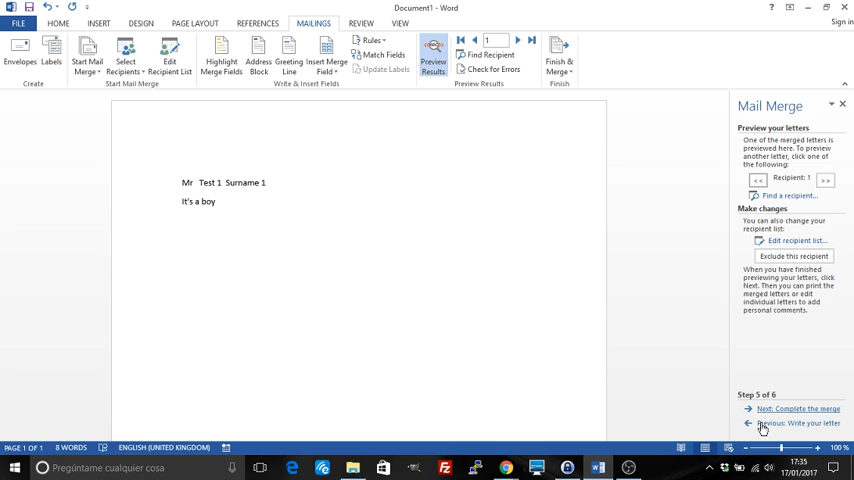 Document1 - Word
Sign in
FILE HOME INSERT DESIGN PAGE LAYOUT REFERENCES MAILINGS REVIEW VIEW
Envelopes Labels
Create
Start Mail Merge
Select Recipients
Edit Recipient List
Start Mail Merge
Highlight Merge Fields
Address Block
Greeting Line
Insert Merge Field
Rules
Match Fields
Update Labels
Write & Insert Fields
ABC
Preview Results
1
Find Recipient
Check for Errors
Preview Results
Finish & Merge
Finish
Mr Test 1 Surname 1
It's a boy
Mail Merge
Preview your letters
One of the merged letters is
previewed here. To preview
another letter, click one of
the following:
<< Recipient: 1 >>
Find a recipient...
Make changes
You can also change your
recipient list:
Edit recipient list...
Exclude this recipient
When you have finished
previewing your letters, click
Next. Then you can print the
merged letters or edit
individual letters to add
personal comments.
Step 5 of 6
Next: Complete the merge
Previous: Write your letter
PAGE 1 OF 1 8 WORDS ENGLISH (UNITED KINGDOM) 100 %
Pregúntame cualquier cosa
17:35
17/01/2017